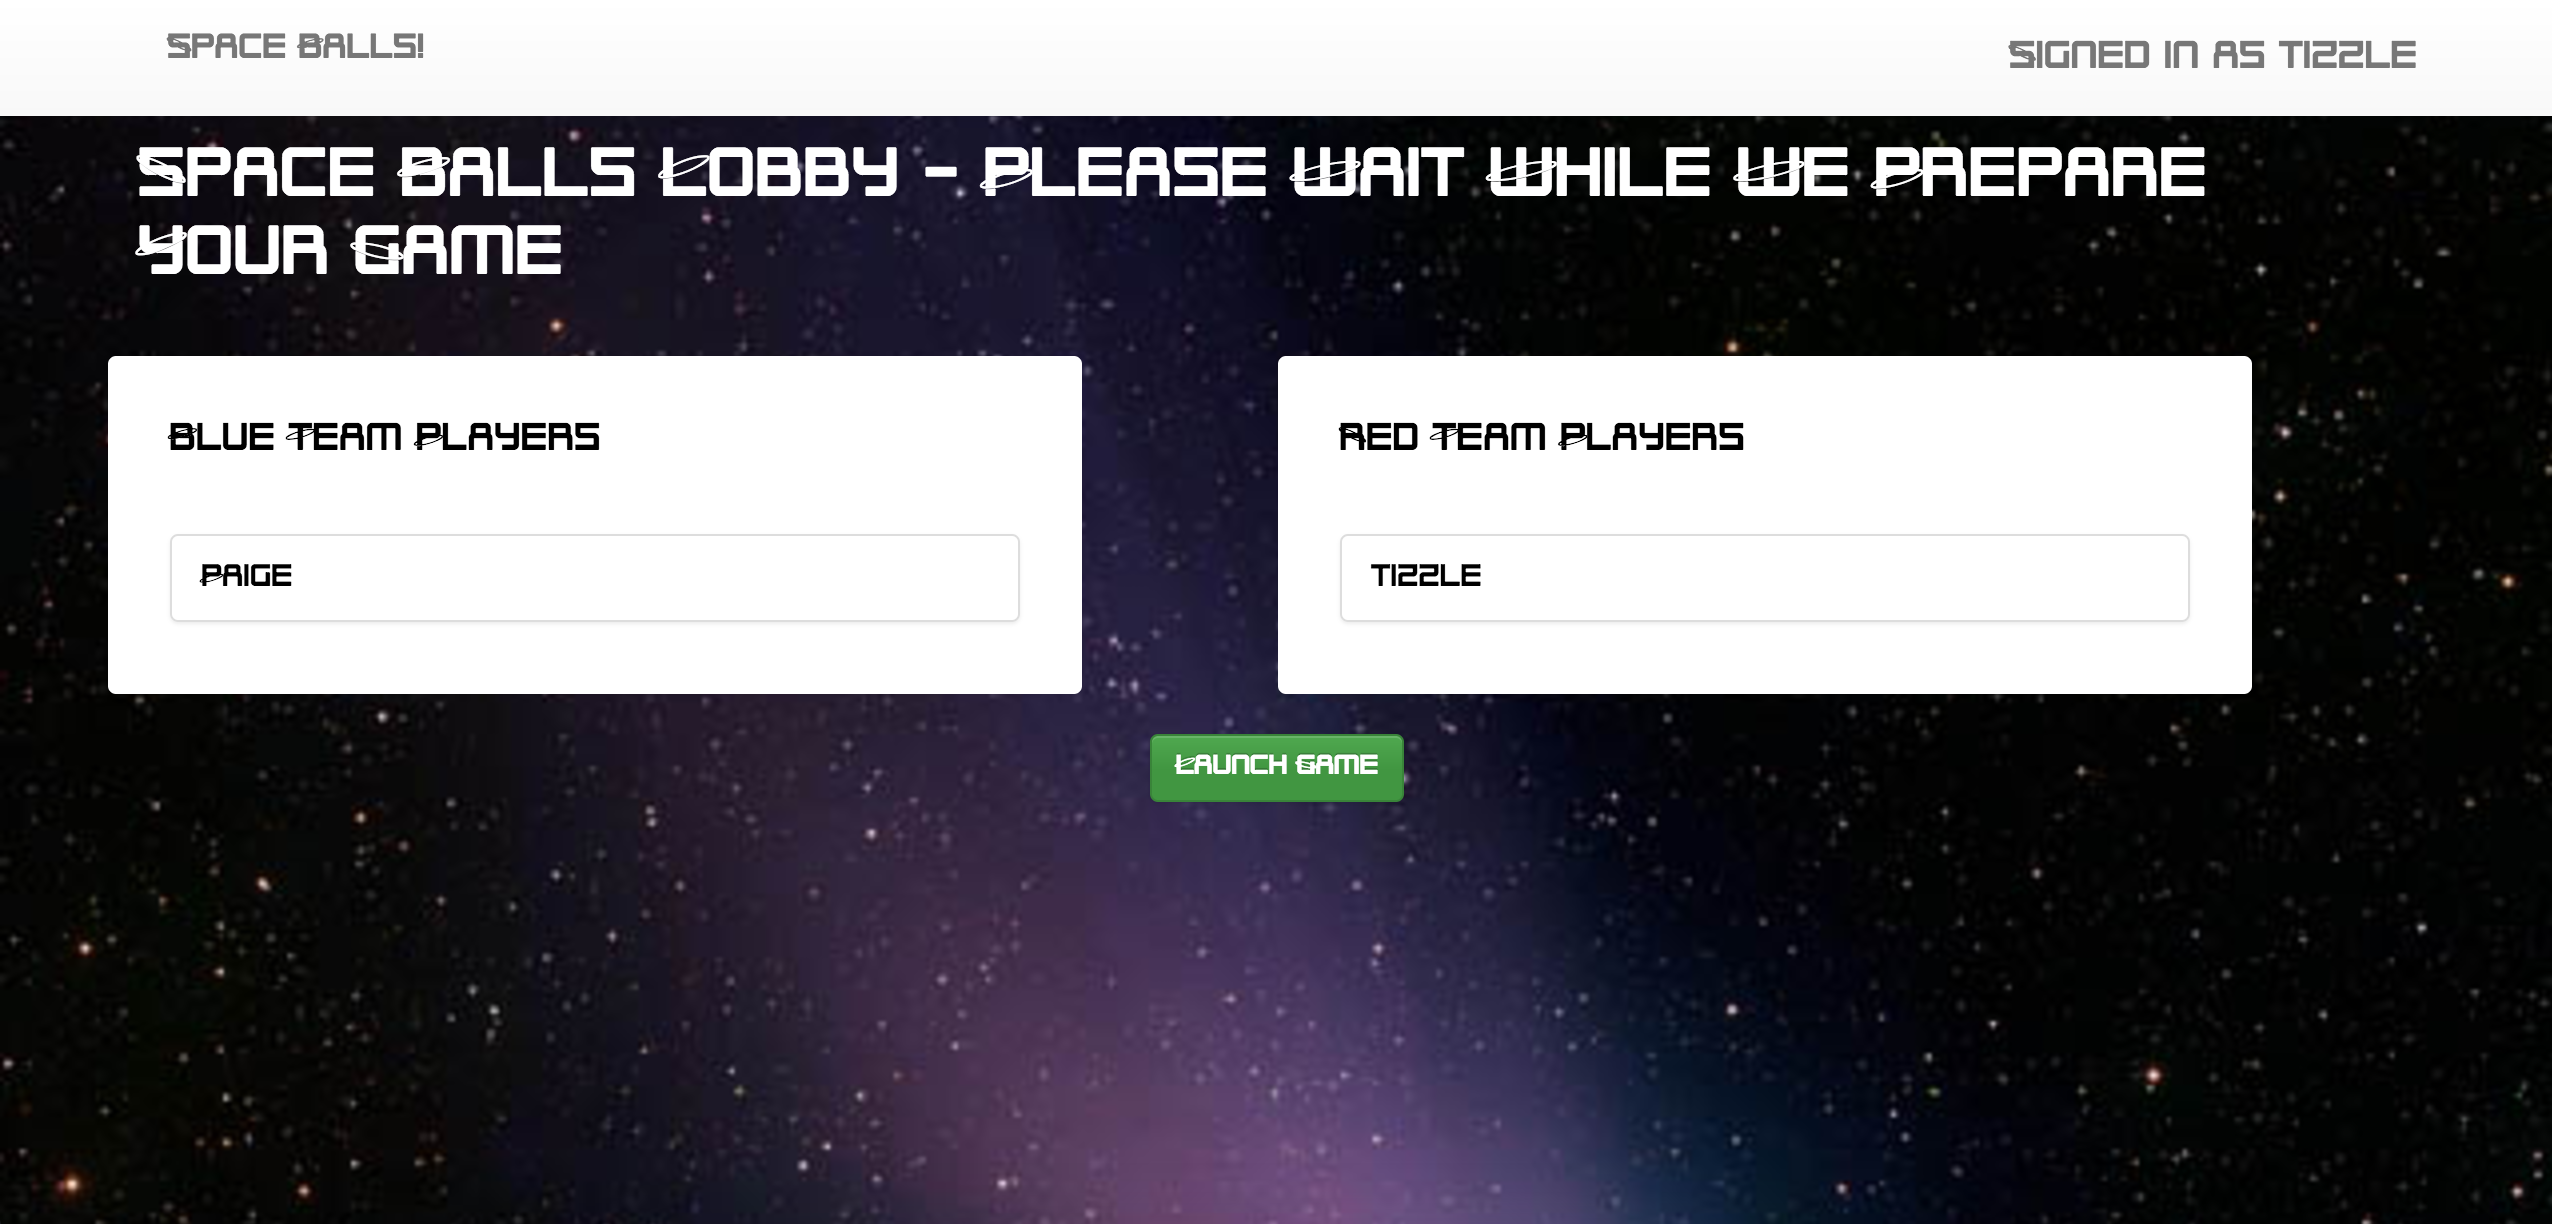 Space Balls!
Signed in as tizzle
Space Balls Lobby - Please Wait While We Prepare
Your Game
Blue Team Players
Red Team Players
Paige
tizzle
Launch Game